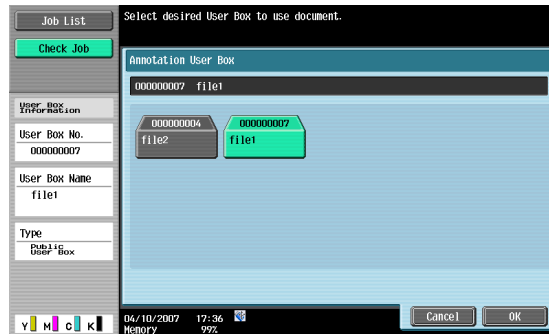 Job List
Select desired User Box to use document.
Check Job
Annotation User Box
000000007 file1
User Box
Information
000000004
file2
000000007
file1
User Box No.
000000007
User Box Name
file1
Type
Public
User Box
Y M C K
04/10/2007 17:36
Memory 99%
Cancel
OK